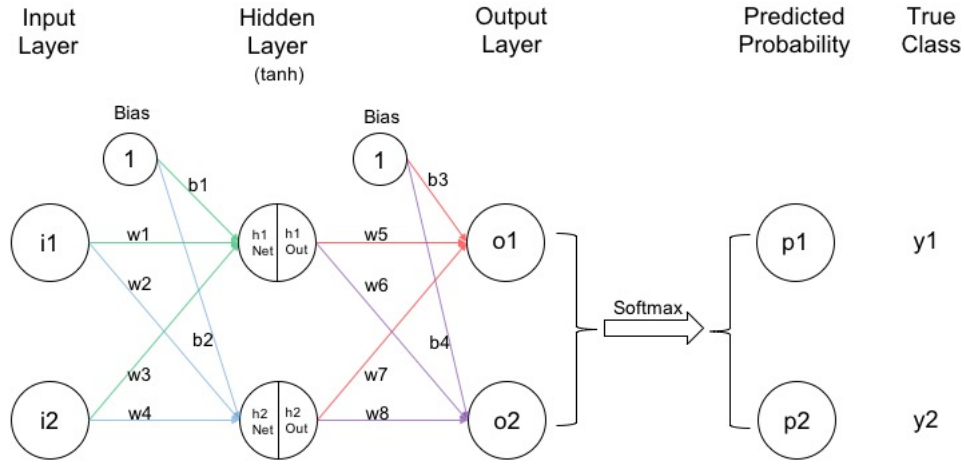 Input
Layer
Hidden
Layer
(tanh)
Output
Layer
Predicted
Probability
True
Class
Bias
1
Bias
1
b1
b3
i1
w1
h1
Net
h1
Out
w5
o1
p1
y1
w2
w6
Softmax
b2
b4
w3
w7
i2
w4
h2
Net
h2
Out
w8
o2
p2
y2